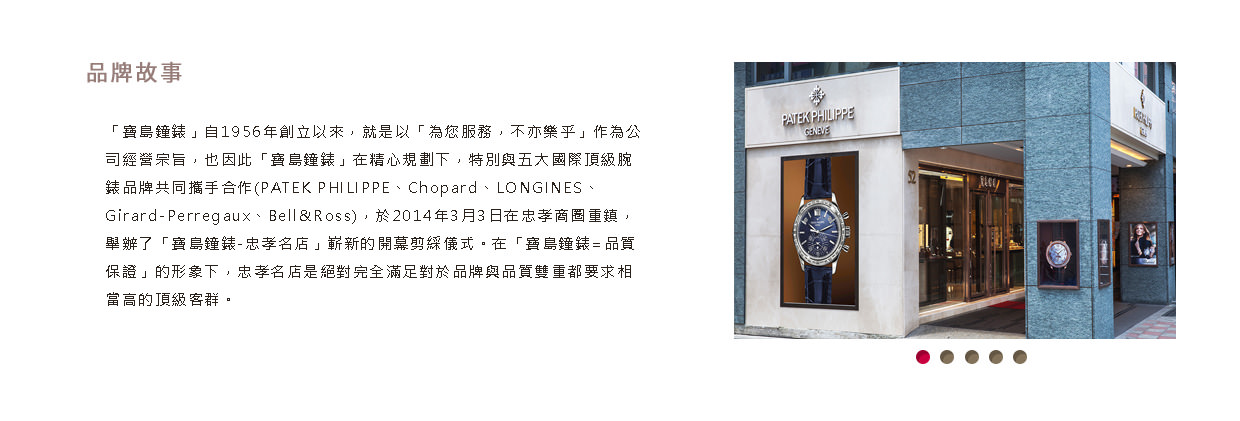 品牌故事
「寶島鐘錶」自1956年創立以來，就是以「為您服務，不亦樂乎」作為公
司經營宗旨，也因此「寶島鐘錶」在精心規劃下，特別與五大國際頂級腕
錶品牌共同攜手合作(PATEK PHILIPPE、Chopard、LONGINES、
Girard-Perregaux、Bell&Ross)，於2014年3月3日在忠孝商圈重鎮，
舉辦了「寶島鐘錶-忠孝名店」嶄新的開幕剪綵儀式。在「寶島鐘錶=品質
保證」的形象下，忠孝名店是絕對完全滿足對於品牌與品質雙重都要求相
當高的頂級客群。
PATEK PHILIPPE
GENEVE
52